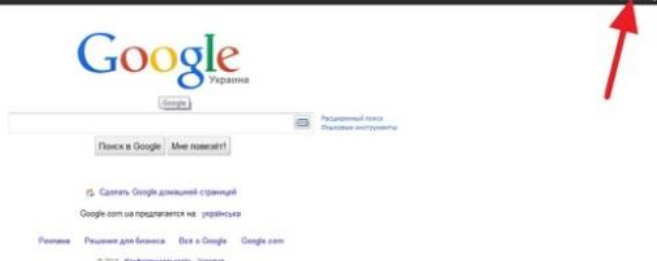 Google
Украина
Google
Расширенный поиск
Языковые инструменты
Поиск в Google Мне повезёт!
Сделать Google домашней страницей
Google.com.ua предлагается на українська
Реклама Решения для бизнеса Всё о Google Google.com